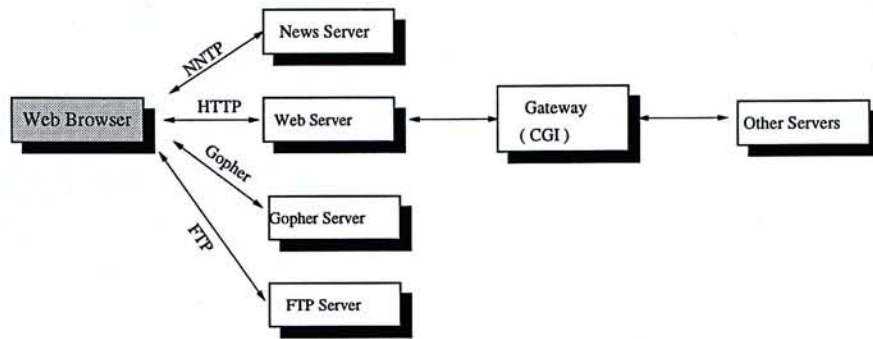 News Server
NNTP
Web Browser
HTTP
Web Server
Gateway
( CGI )
Other Servers
Gopher
Gopher Server
FTP
FTP Server